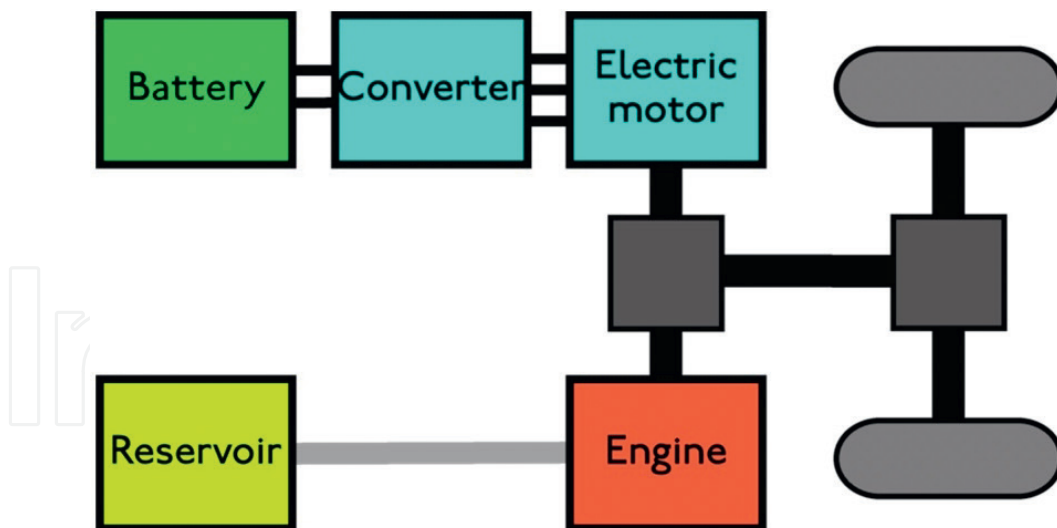 Battery
Converter
Electric
motor
Reservoir
Engine